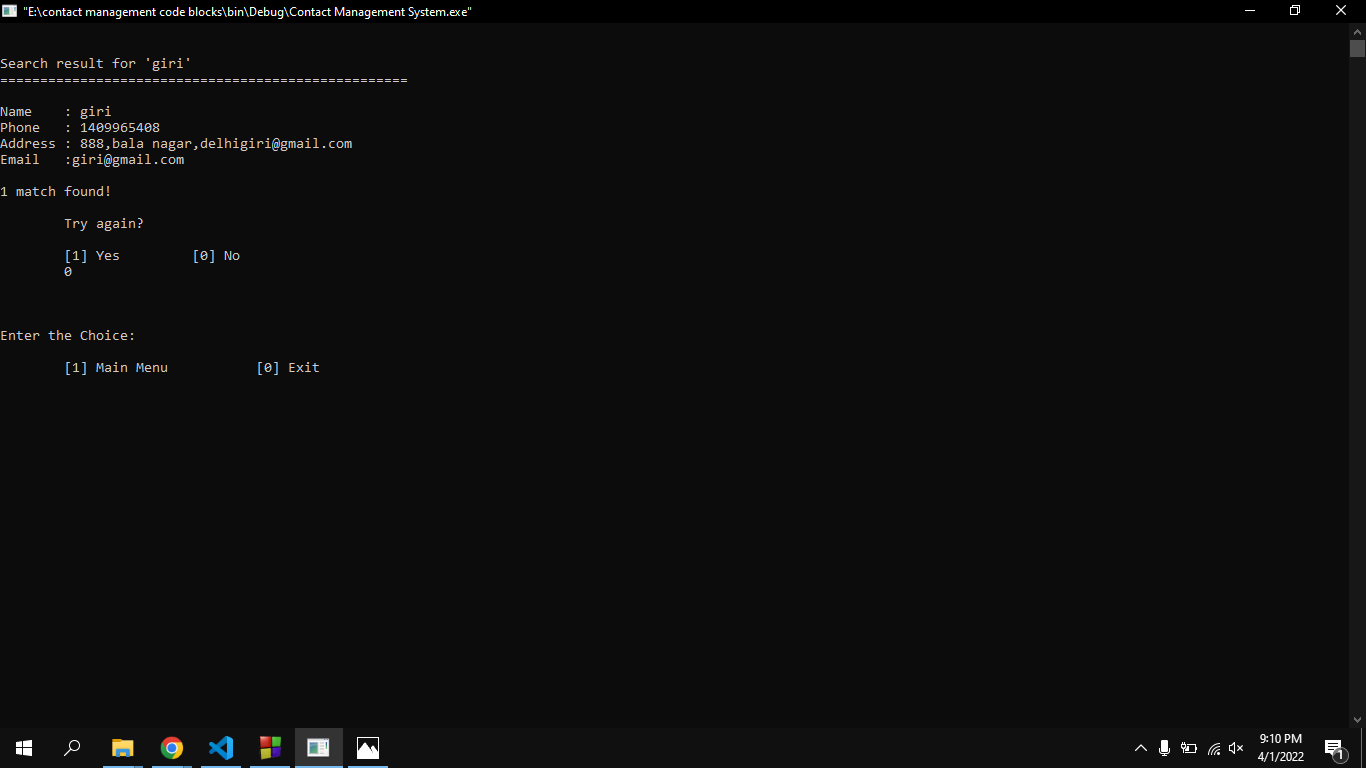 "E:\contact management code blocks\bin\Debug\Contact Management System.exe"
Search result for 'giri'
===================================================
Name    : giri
Phone   : 1409965408
Address : 888,bala nagar,delhigiri@gmail.com
Email   :giri@gmail.com
1 match found!
Try again?
[1] Yes         [0] No
0
Enter the Choice:
[1] Main Menu           [0] Exit
9:10 PM
4/1/2022
1